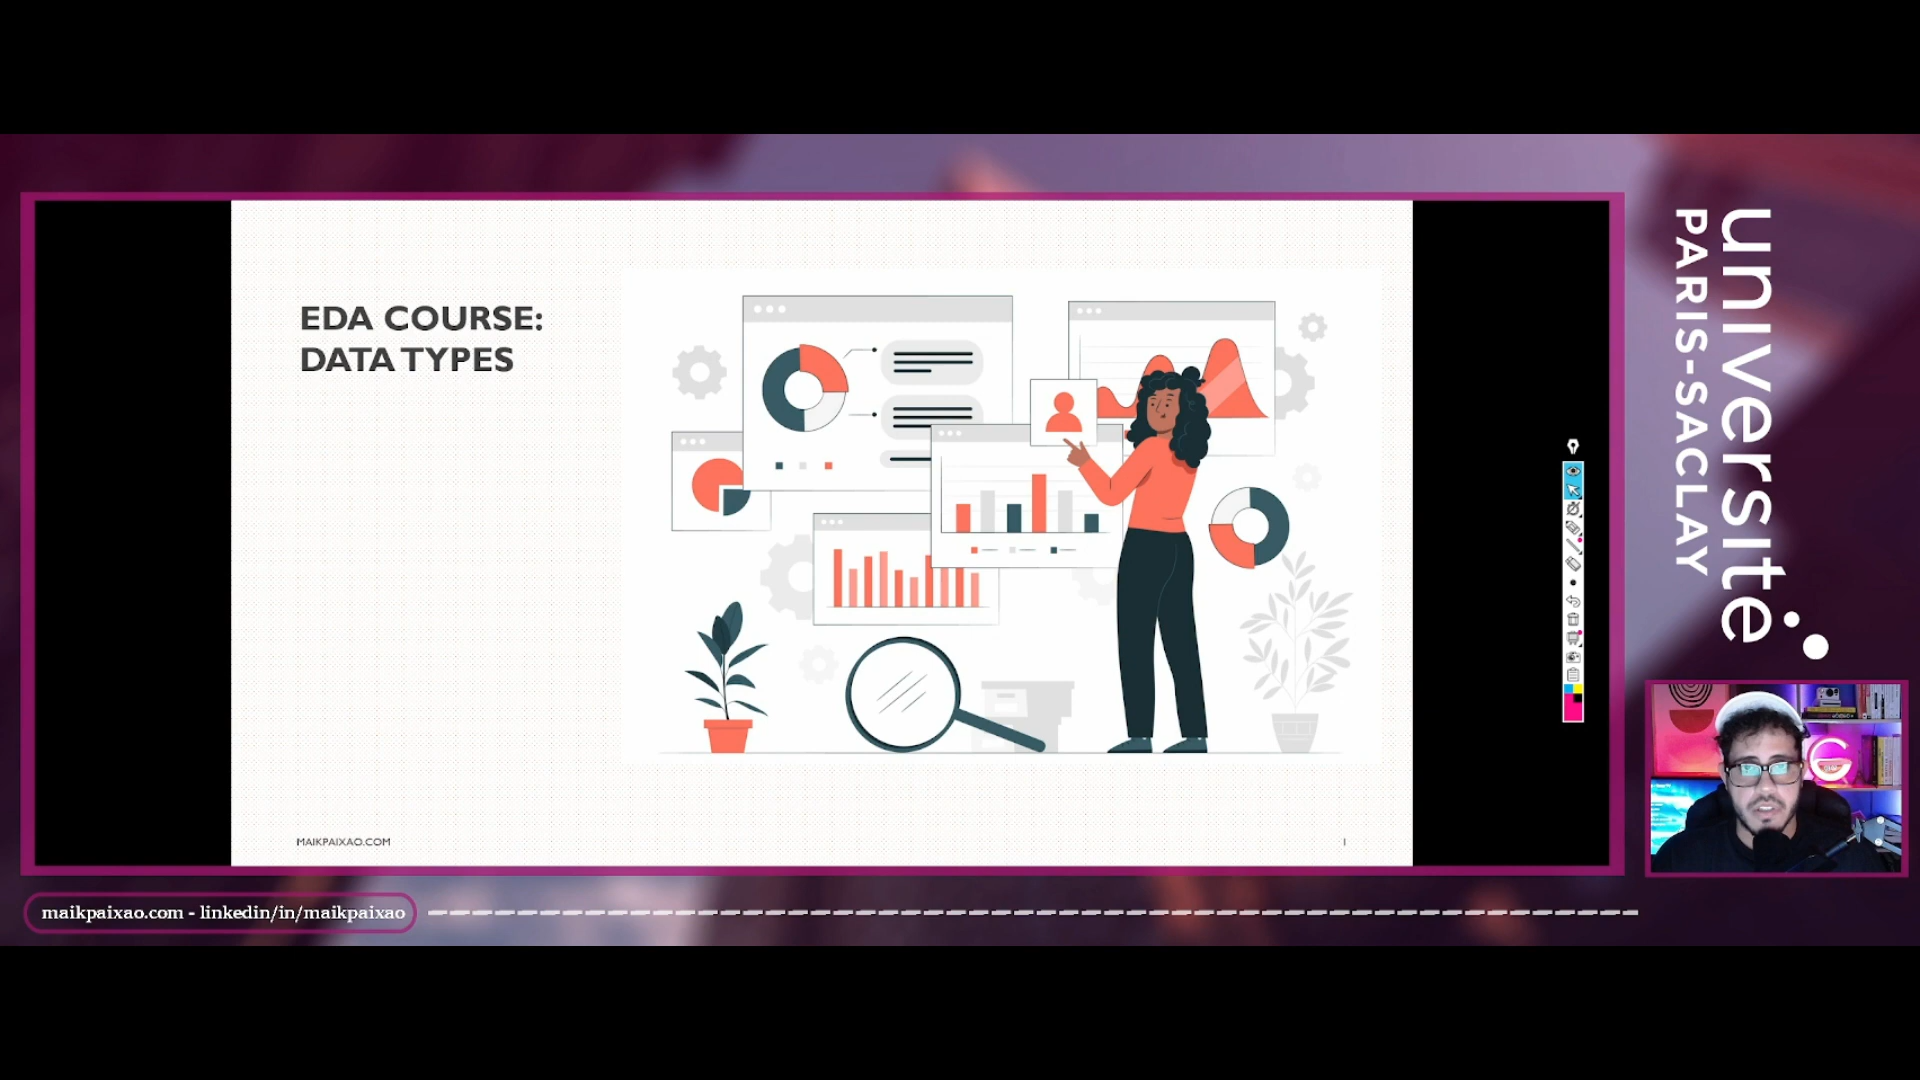 EDA COURSE:
DATA TYPES
MAIKPAIXAO.COM
1
maikpaixao.com - linkedin/in/maikpaixao
université
PARIS-SACLAY